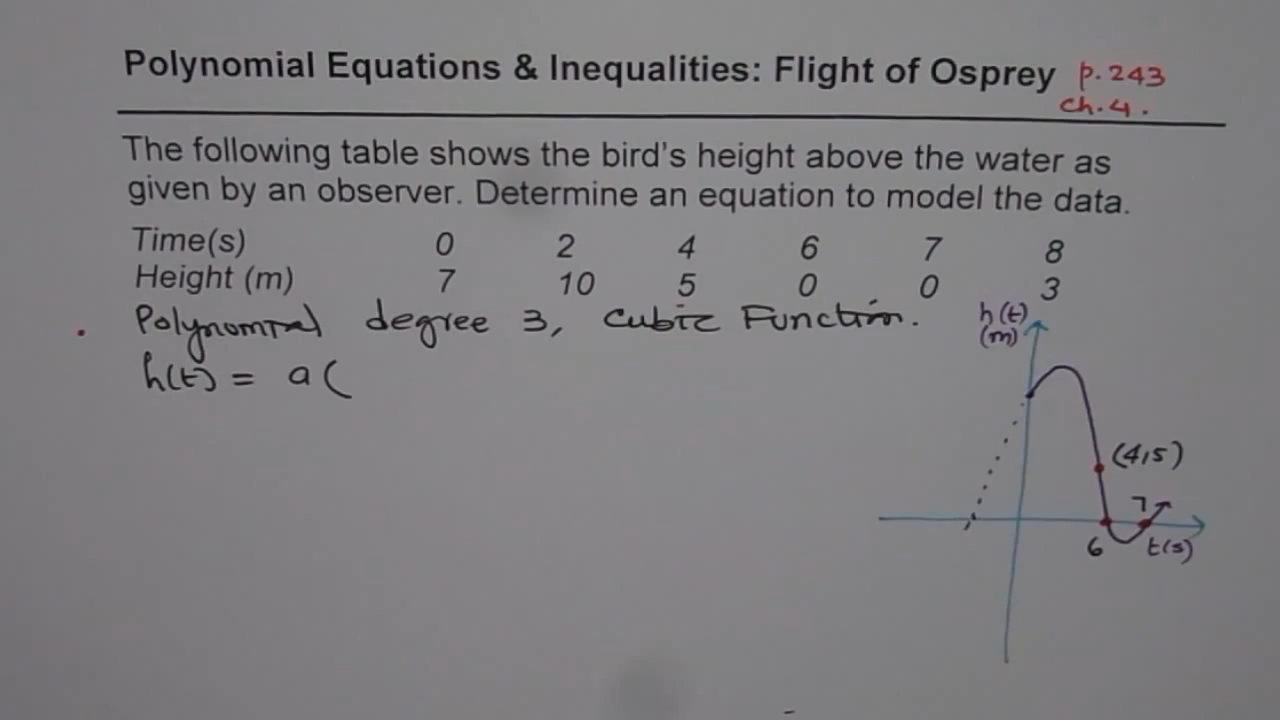 Polynomial Equations & Inequalities: Flight of Osprey p. 243
ch. 4.
The following table shows the bird's height above the water as
given by an observer. Determine an equation to model the data.
Time(s) 0 2 4 6 7 8
Height (m) 7 10 5 0 0 3
Polynomial degree 3, Cubic Function.
h(t) = a (
h(t)
(m)
(4,5)
7
6 t(s)